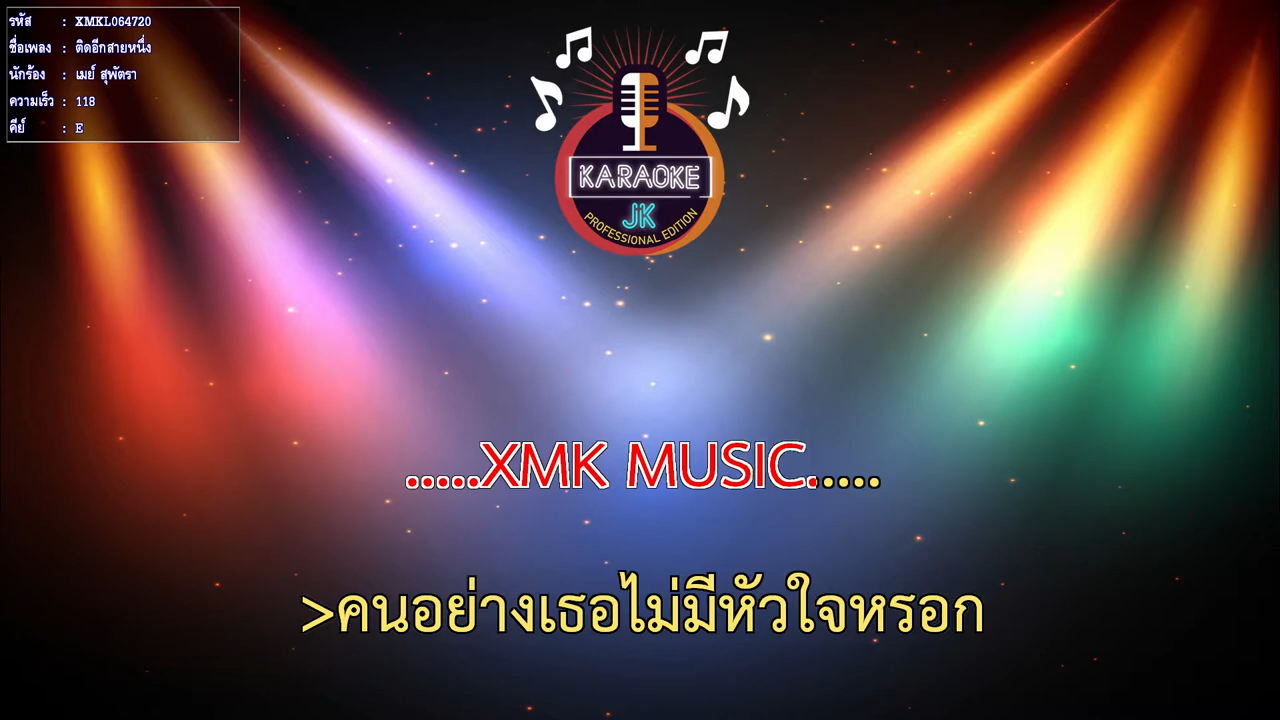 รหัส : XMKL064720
ชื่อเพลง : ติดอีกสายหนึ่ง
นักร้อง : เมย์ สุพัตรา
ความเร็ว : 118
คีย์ : E
KARAOKE
JK
PROFESSIONAL EDITION
.....XMK MUSIC.....
>คนอย่างเธอไม่มีหัวใจหรอก